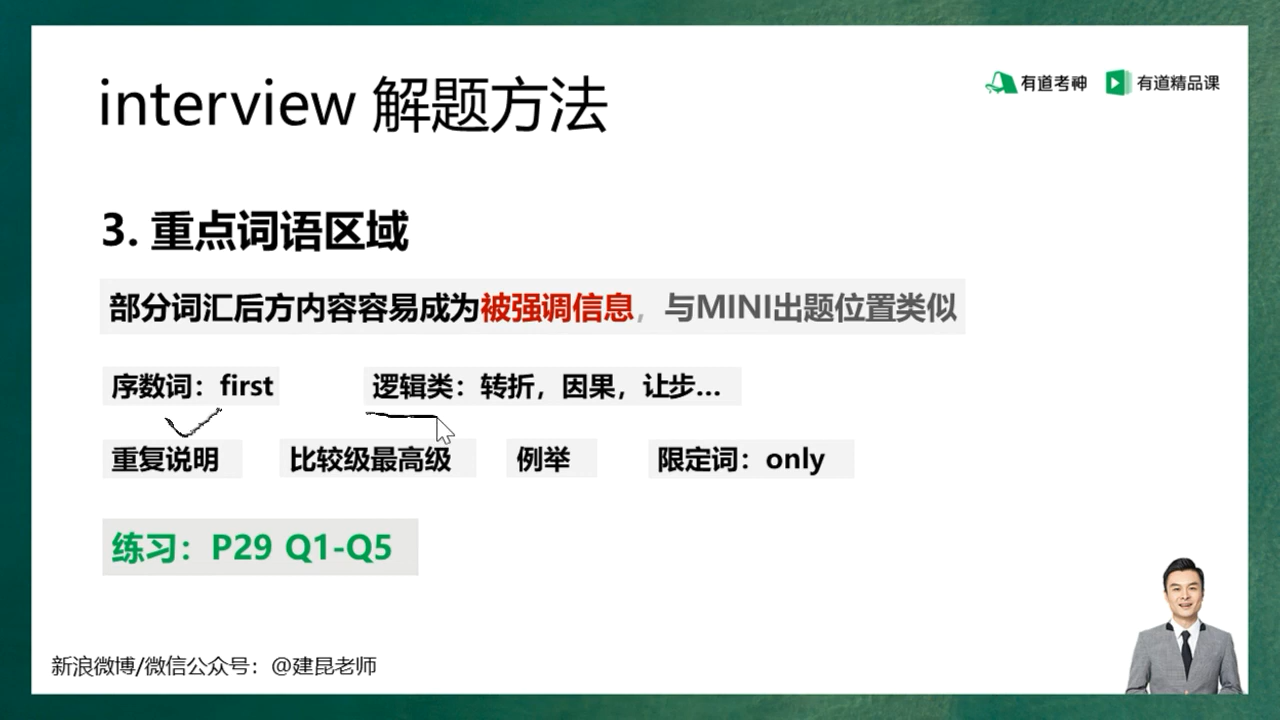 interview 解题方法
有道考神 有道精品课
3. 重点词语区域
部分词汇后方内容容易成为被强调信息，与MINI出题位置类似
序数词：first 逻辑类：转折，因果，让步...
重复说明 比较级最高级 例举 限定词：only
练习：P29 Q1-Q5
新浪微博/微信公众号：@建昆老师